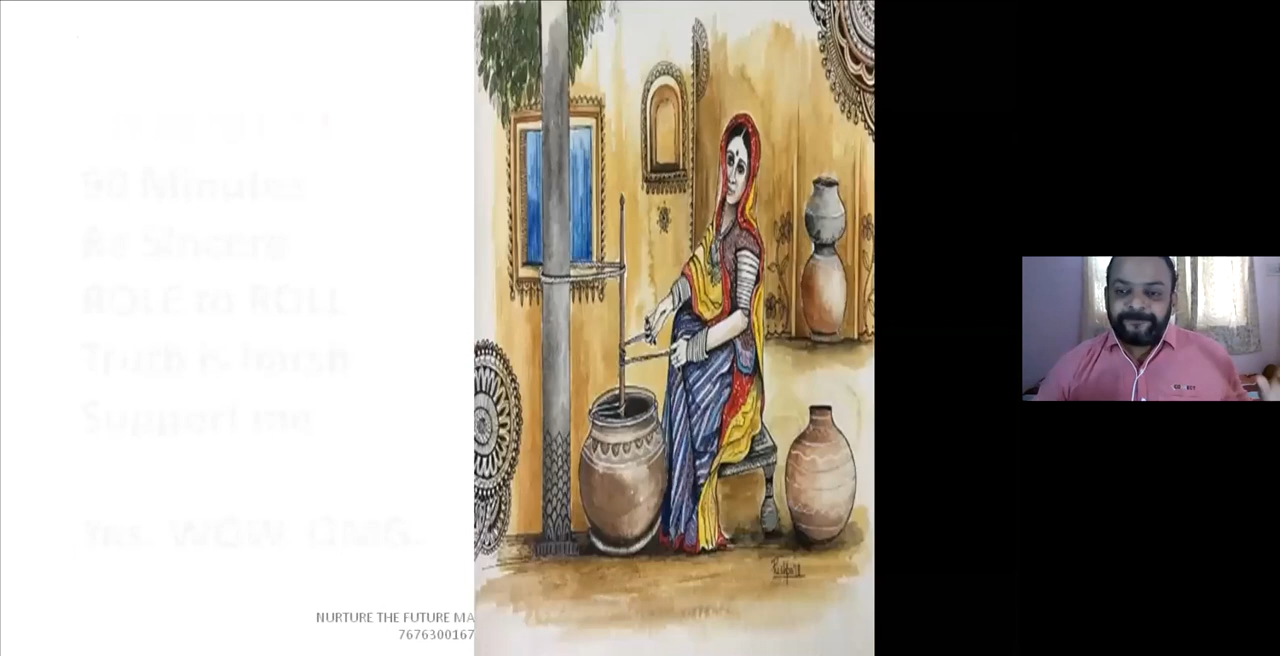 90 Minutes
Be Sincere
ROLE to ROLL
Truth is Tough
Support me
Yes. WOW. OMG.
NURTURE THE FUTURE MA
7676300167